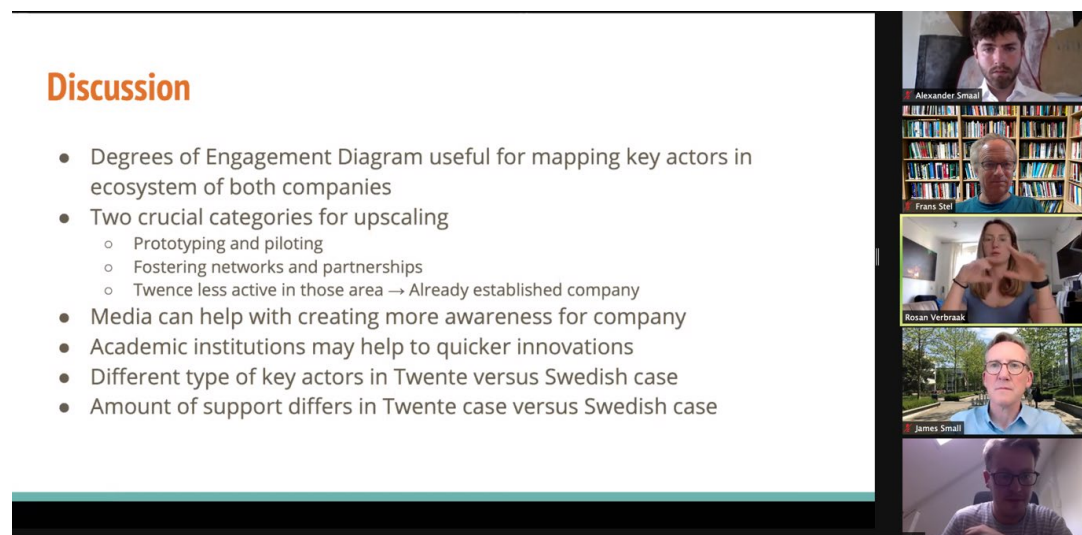 Discussion
● Degrees of Engagement Diagram useful for mapping key actors in
ecosystem of both companies
● Two crucial categories for upscaling
○ Prototyping and piloting
○ Fostering networks and partnerships
○ Twence less active in those area → Already established company
● Media can help with creating more awareness for company
● Academic institutions may help to quicker innovations
● Different type of key actors in Twente versus Swedish case
● Amount of support differs in Twente case versus Swedish case
Alexander Smaal
Frans Stel
Rosan Verbraak
James Small